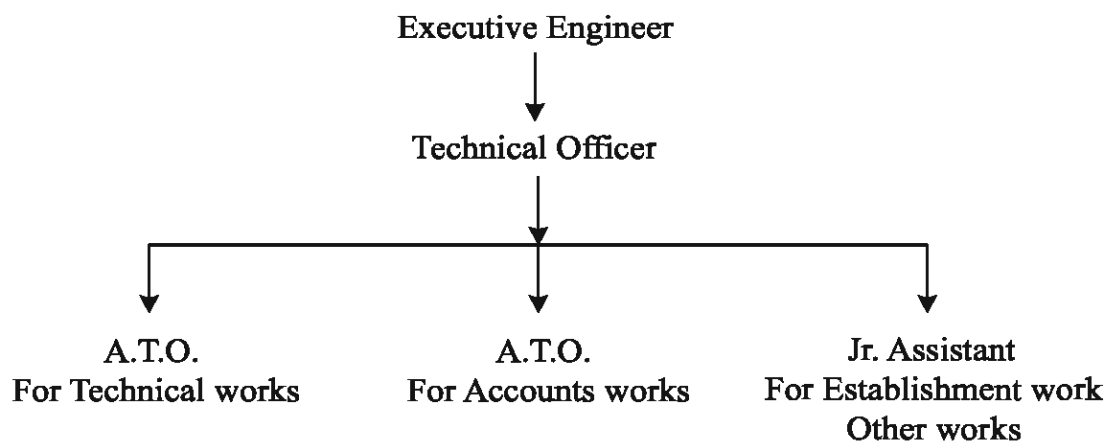 Executive Engineer
Technical Officer
A.T.O.
For Technical works
A.T.O.
For Accounts works
Jr. Assistant
For Establishment work
Other works